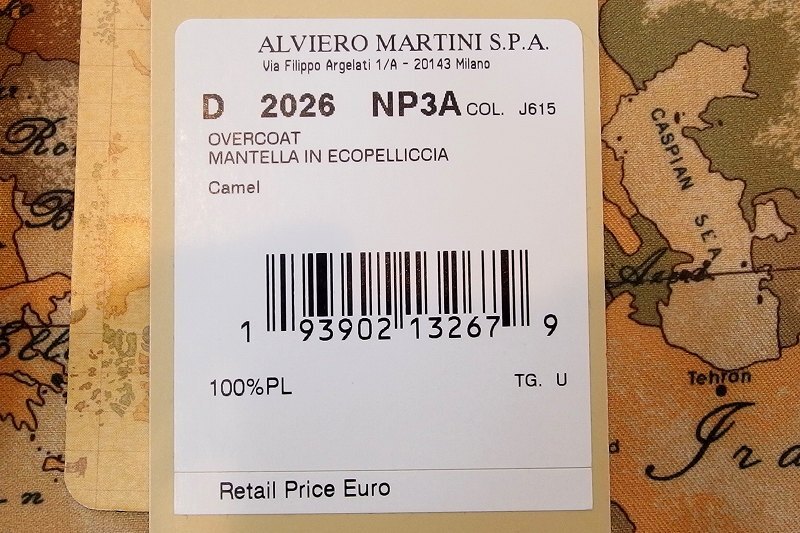 ALVIERO MARTINI S.P.A.
Via Filippo Argelati 1/A - 20143 Milano
D 2026 NP3A COL. J615
OVERCOAT
MANTELLA IN ECOPELLICCIA
Camel
1 93902 13267 9
100%PL
TG. U
Retail Price Euro
CASPIAN SEA
Tehron